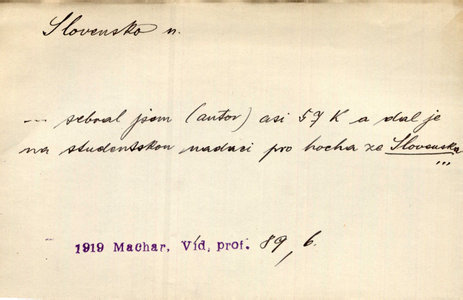 Slovensko n.
— sebral jsem (autor) asi 57 K a dal je
na studentskou nadaci pro hocha ze Slovenska
...
1919 Machar, Víd. prof. 89, 6.